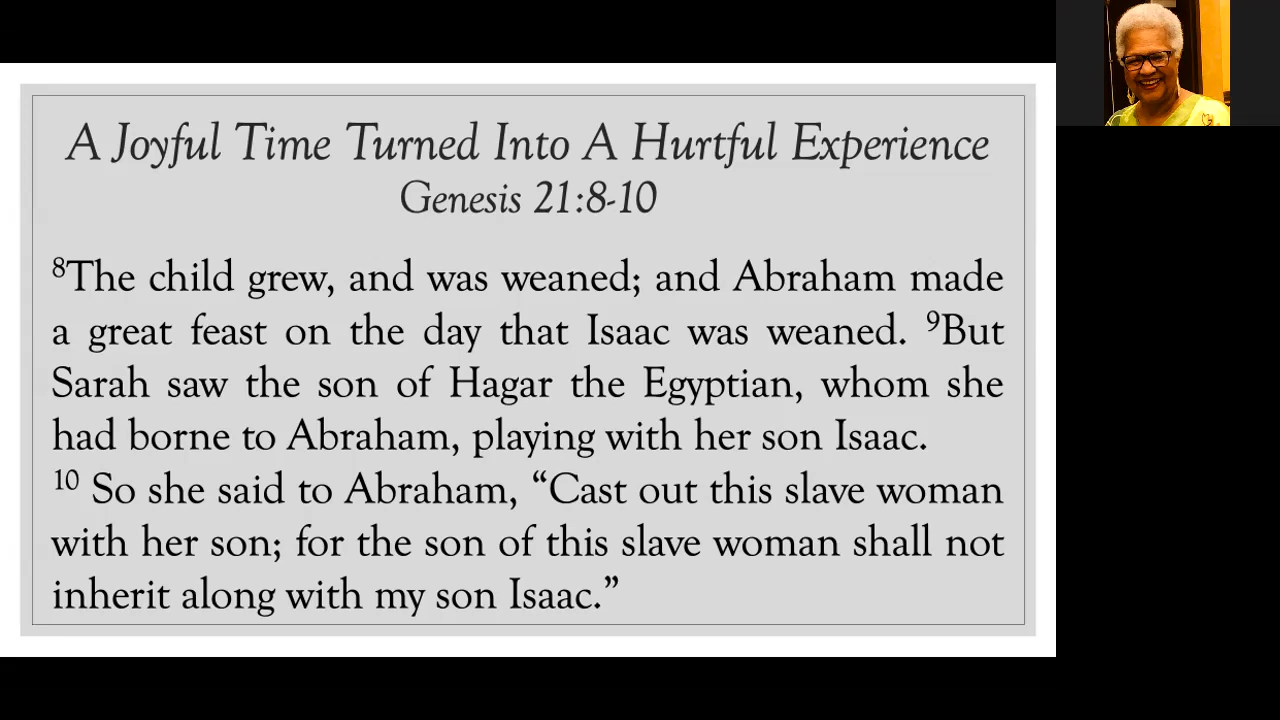 A Joyful Time Turned Into A Hurtful Experience
Genesis 21:8-10
⁸The child grew, and was weaned; and Abraham made
a great feast on the day that Isaac was weaned. ⁹But
Sarah saw the son of Hagar the Egyptian, whom she
had borne to Abraham, playing with her son Isaac.
¹⁰ So she said to Abraham, “Cast out this slave woman
with her son; for the son of this slave woman shall not
inherit along with my son Isaac.”